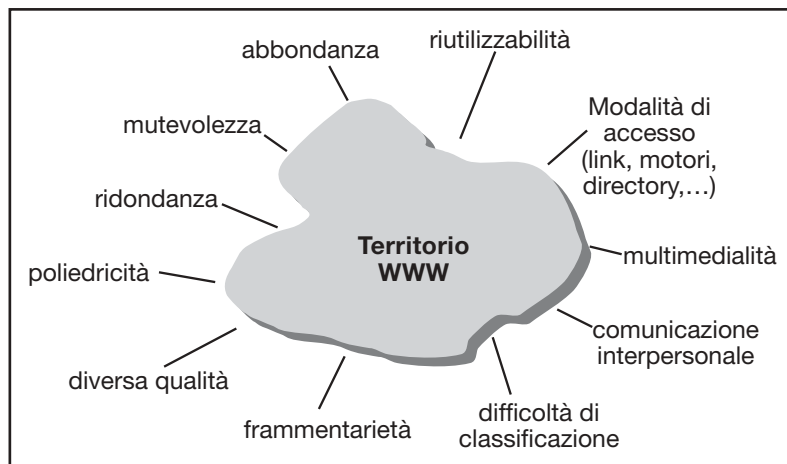 abbondanza
riutilizzabilità
mutevolezza
Modalità di
accesso
(link, motori,
directory,...)
ridondanza
Territorio
WWW
multimedialità
poliedricità
comunicazione
interpersonale
diversa qualità
frammentarietà
difficoltà di
classificazione